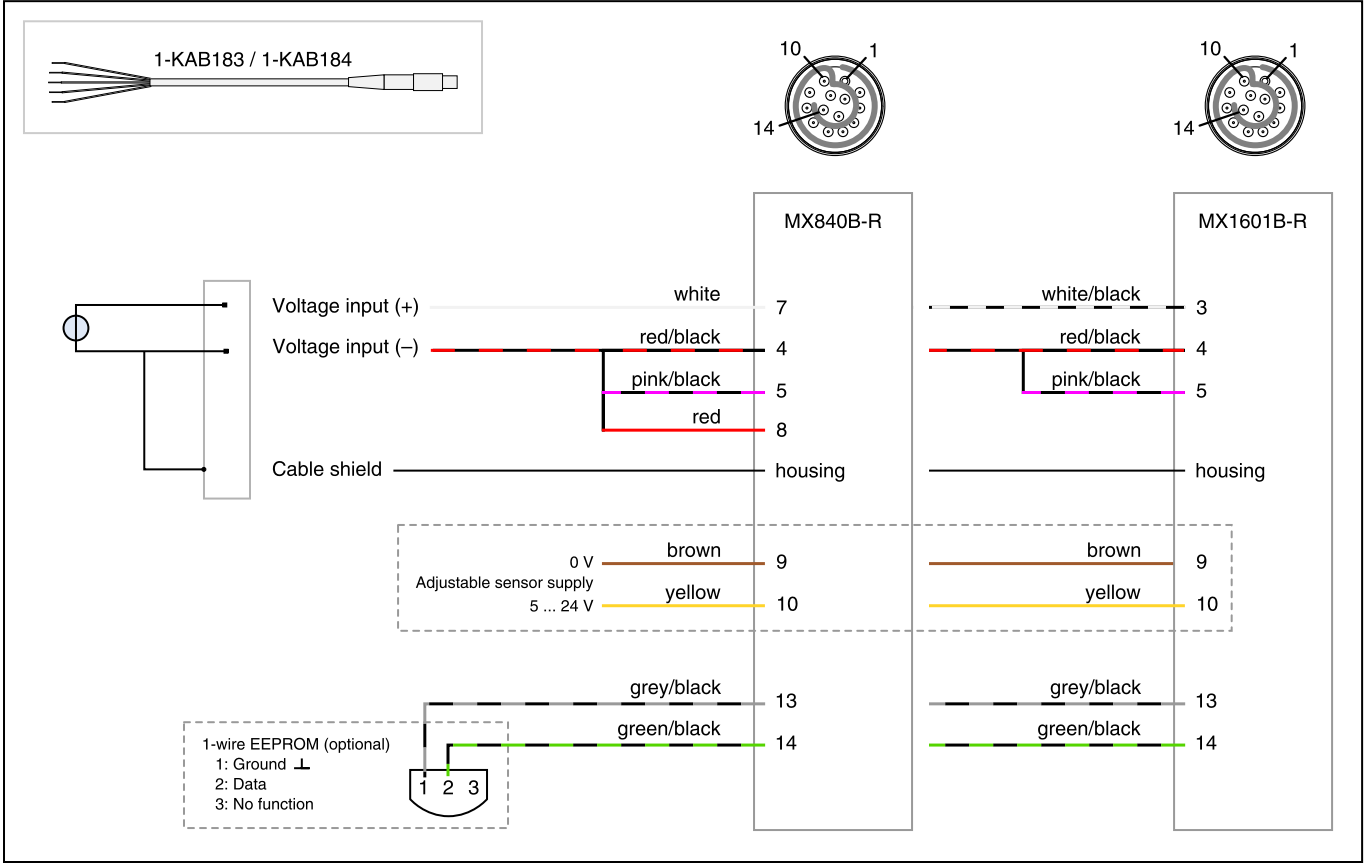 1-KAB183 / 1-KAB184
10 1
14
10 1
14
MX840B-R MX1601B-R
Voltage input (+) white 7 white/black 3
Voltage input (–) red/black 4 red/black 4
pink/black 5 pink/black 5
red 8
Cable shield housing housing
0 V brown 9 brown 9
Adjustable sensor supply
5 ... 24 V yellow 10 yellow 10
grey/black 13 grey/black 13
green/black 14 green/black 14
1-wire EEPROM (optional)
1: Ground ⊥
2: Data
3: No function
1 2 3